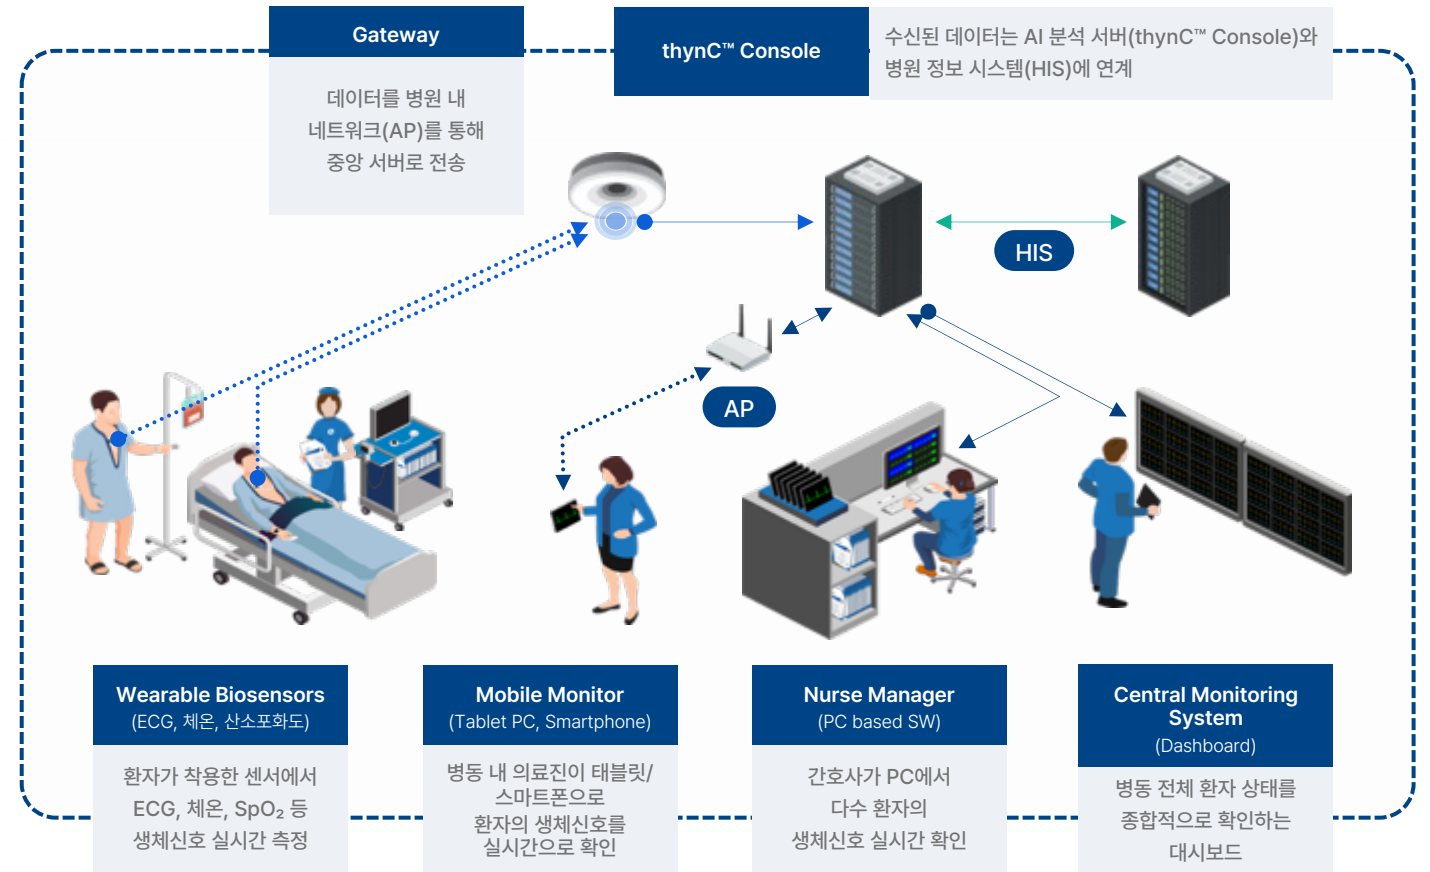 Gateway
데이터를 병원 내
네트워크(AP)를 통해
중앙 서버로 전송
thynC™ Console
수신된 데이터는 AI 분석 서버(thynC™ Console)와
병원 정보 시스템(HIS)에 연계
HIS
AP
Wearable Biosensors
(ECG, 체온, 산소포화도)
환자가 착용한 센서에서
ECG, 체온, SpO₂ 등
생체신호 실시간 측정
Mobile Monitor
(Tablet PC, Smartphone)
병동 내 의료진이 태블릿/
스마트폰으로
환자의 생체신호를
실시간으로 확인
Nurse Manager
(PC based SW)
간호사가 PC에서
다수 환자의
생체신호 실시간 확인
Central Monitoring
System
(Dashboard)
병동 전체 환자 상태를
종합적으로 확인하는
대시보드